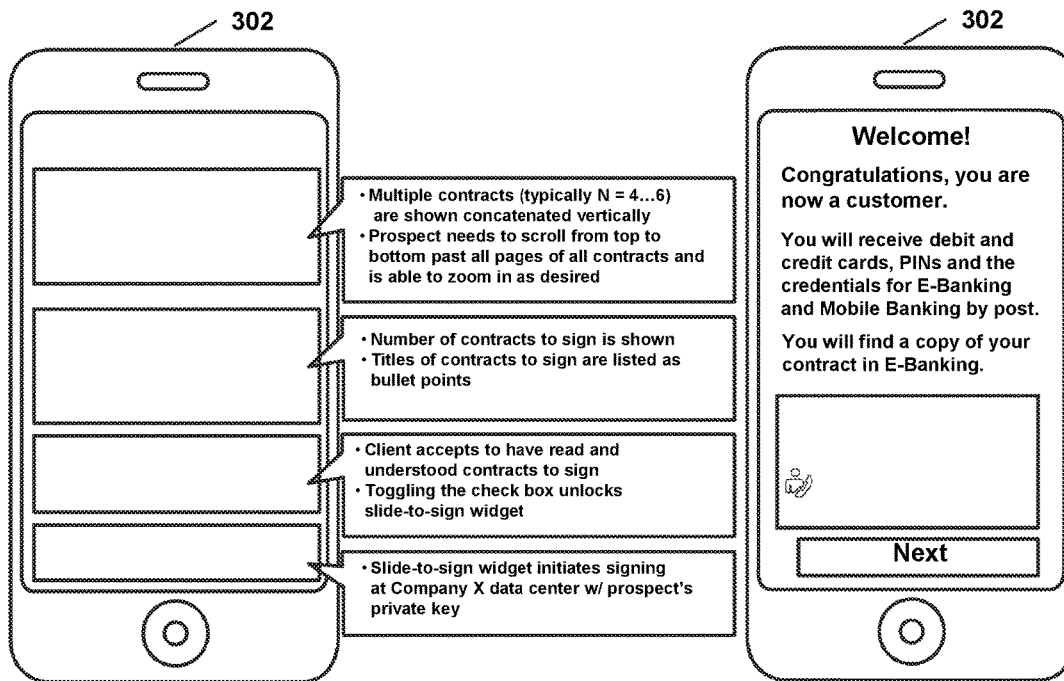 302
302
• Multiple contracts (typically N = 4...6)
are shown concatenated vertically
• Prospect needs to scroll from top to
bottom past all pages of all contracts and
is able to zoom in as desired
• Number of contracts to sign is shown
• Titles of contracts to sign are listed as
bullet points
• Client accepts to have read and
understood contracts to sign
• Toggling the check box unlocks
slide-to-sign widget
• Slide-to-sign widget initiates signing
at Company X data center w/ prospect's
private key
Welcome!
Congratulations, you are
now a customer.
You will receive debit and
credit cards, PINs and the
credentials for E-Banking
and Mobile Banking by post.
You will find a copy of your
contract in E-Banking.
Next